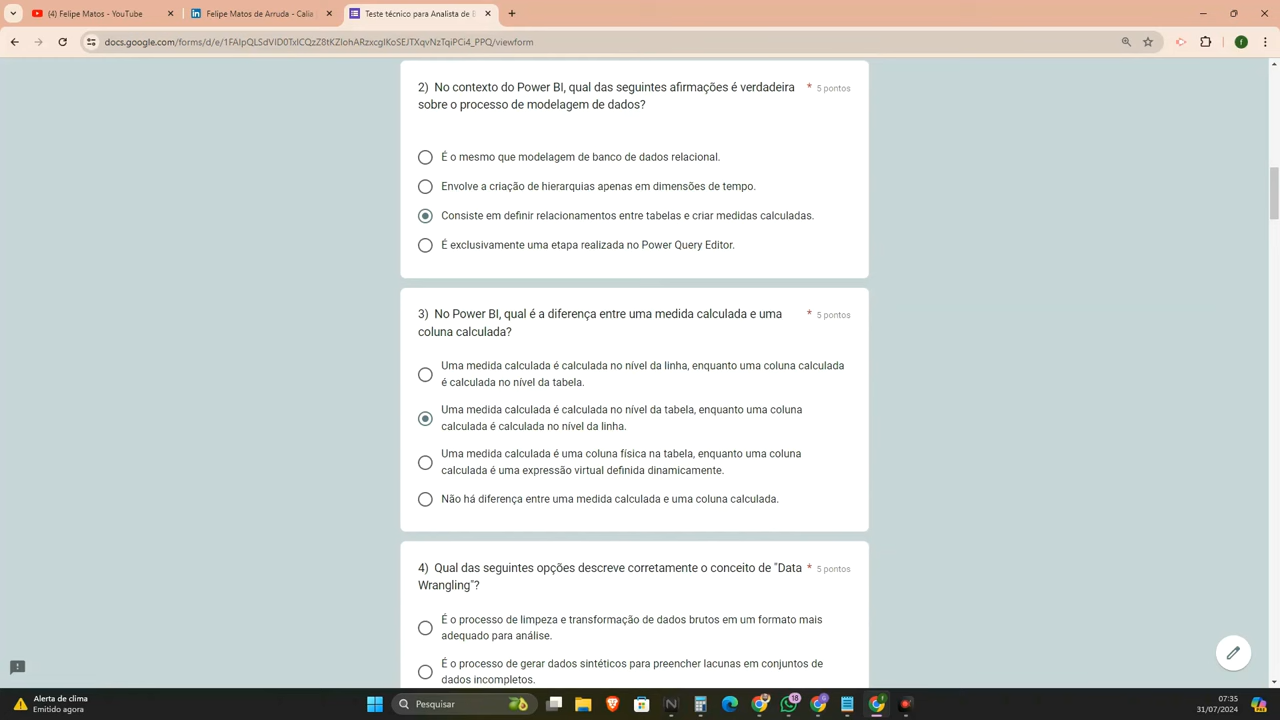 (4) Felipe Matos - YouTube
Felipe Matos de Arruda - Calia
Teste técnico para Analista de B
docs.google.com/forms/d/e/1FAIpQLSdVID0TxICQzZ8tKZIohARzxcgIKoSEJTXqvNzTqiPCi4_PPQ/viewform
f
2) No contexto do Power BI, qual das seguintes afirmações é verdadeira * 5 pontos
sobre o processo de modelagem de dados?
É o mesmo que modelagem de banco de dados relacional.
Envolve a criação de hierarquias apenas em dimensões de tempo.
Consiste em definir relacionamentos entre tabelas e criar medidas calculadas.
É exclusivamente uma etapa realizada no Power Query Editor.
3) No Power BI, qual é a diferença entre uma medida calculada e uma * 5 pontos
coluna calculada?
Uma medida calculada é calculada no nível da linha, enquanto uma coluna calculada
é calculada no nível da tabela.
Uma medida calculada é calculada no nível da tabela, enquanto uma coluna
calculada é calculada no nível da linha.
Uma medida calculada é uma coluna física na tabela, enquanto uma coluna
calculada é uma expressão virtual definida dinamicamente.
Não há diferença entre uma medida calculada e uma coluna calculada.
4) Qual das seguintes opções descreve corretamente o conceito de "Data * 5 pontos
Wrangling"?
É o processo de limpeza e transformação de dados brutos em um formato mais
adequado para análise.
É o processo de gerar dados sintéticos para preencher lacunas em conjuntos de
dados incompletos.
Alerta de clima
Emitido agora
Pesquisar
18
07:35
31/07/2024